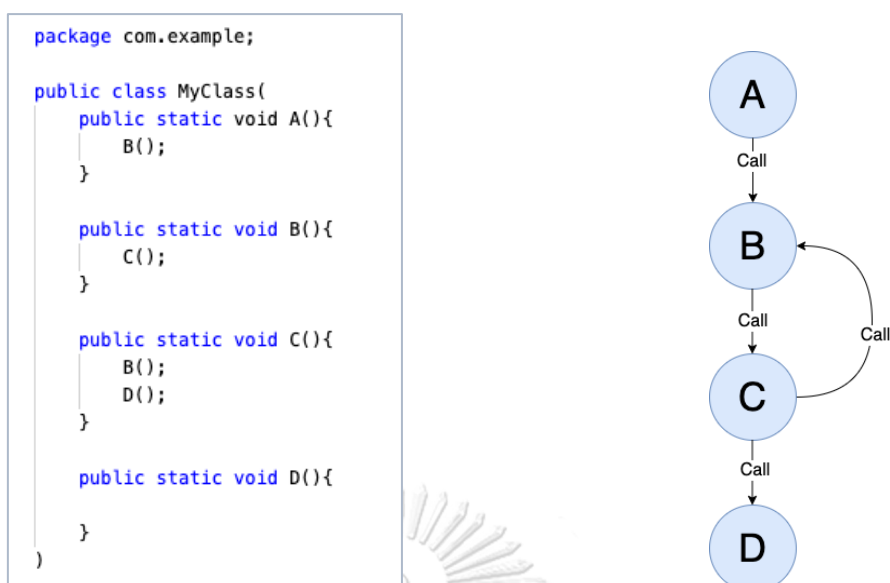 package com.example;
public class MyClass(
public static void A(){
B();
}
public static void B(){
C();
}
public static void C(){
B();
D();
}
public static void D(){
}
)
A
Call
B
Call
Call
C
Call
D